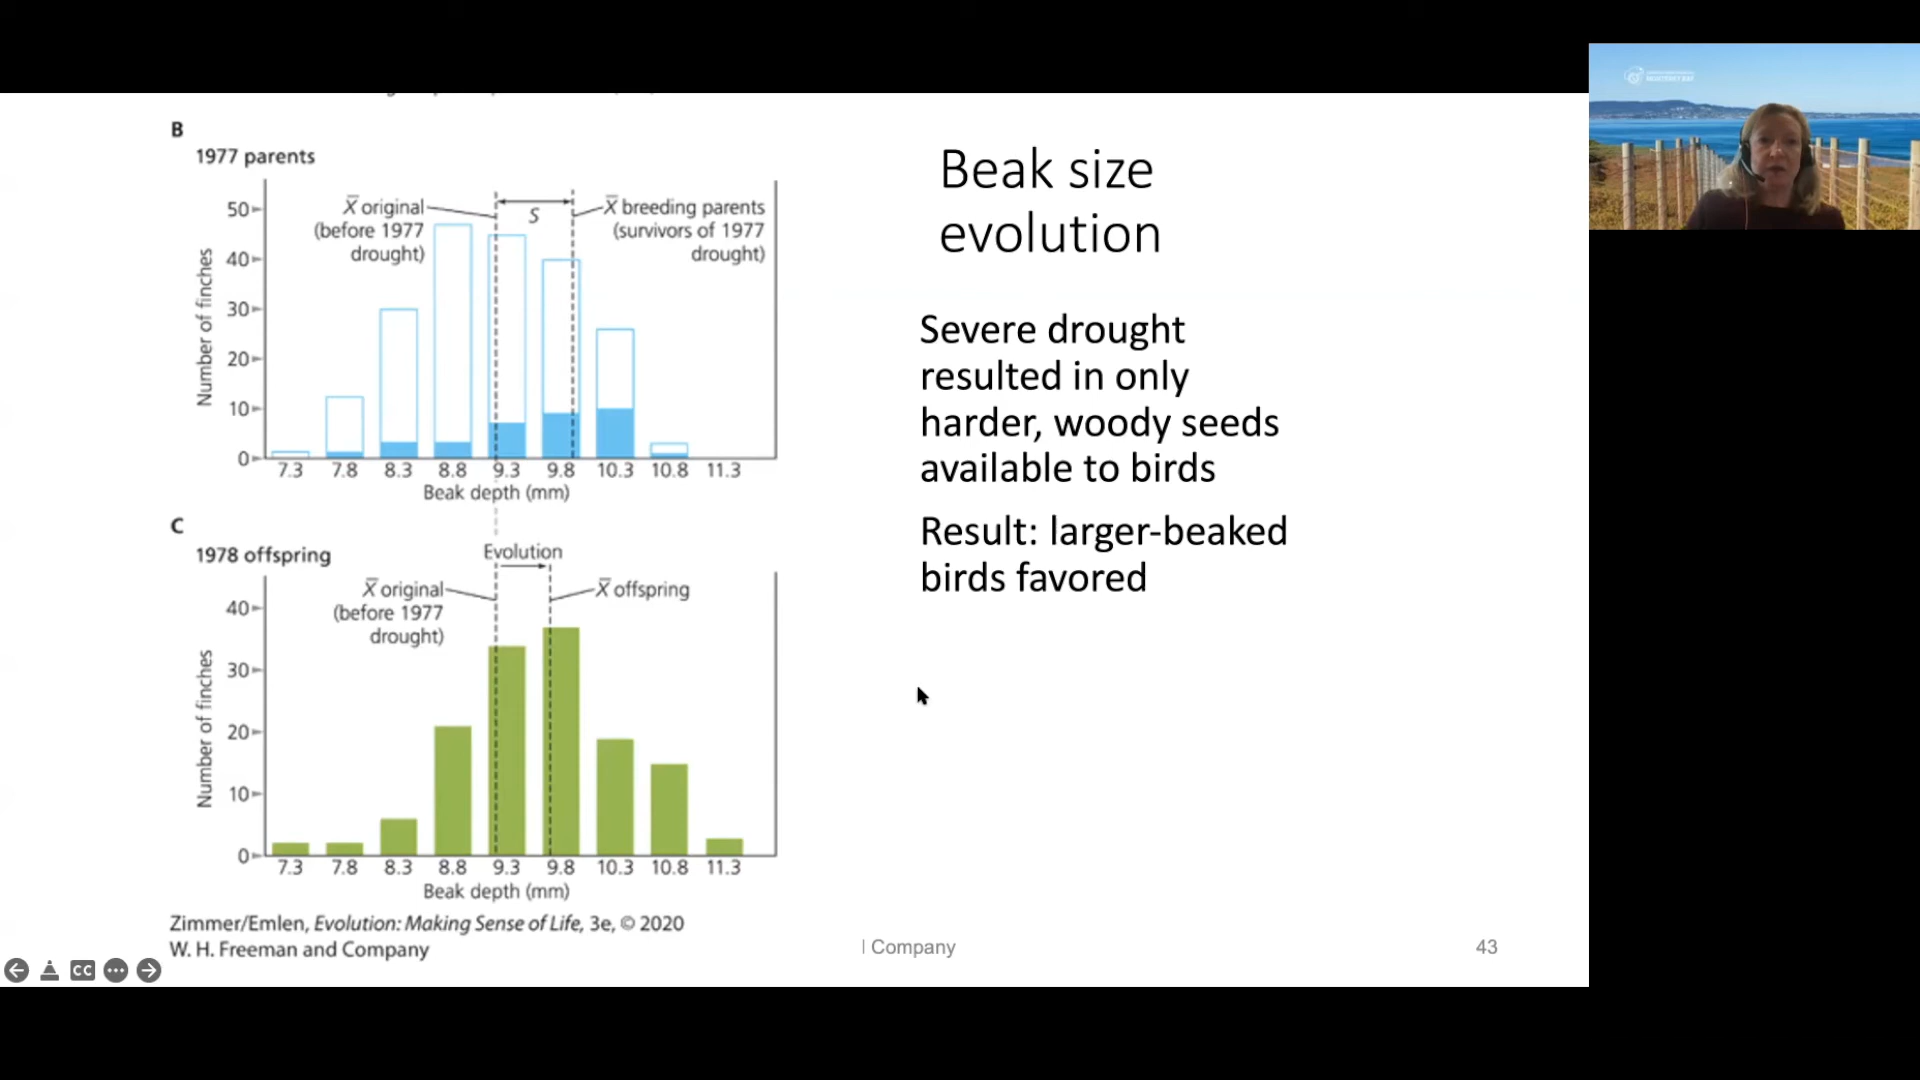 B
1977 parents
X̅ original
(before 1977
drought)
S
X̅ breeding parents
(survivors of 1977
drought)
Number of finches
50
40
30
20
10
0
7.3 7.8 8.3 8.8 9.3 9.8 10.3 10.8 11.3
Beak depth (mm)
C
1978 offspring
Evolution
X̅ original
(before 1977
drought)
X̅ offspring
Number of finches
40
30
20
10
0
7.3 7.8 8.3 8.8 9.3 9.8 10.3 10.8 11.3
Beak depth (mm)
Zimmer/Emlen, Evolution: Making Sense of Life, 3e, © 2020
W. H. Freeman and Company
Beak size
evolution
Severe drought
resulted in only
harder, woody seeds
available to birds
Result: larger-beaked
birds favored
Company
43
CC
MONTEREY BAY